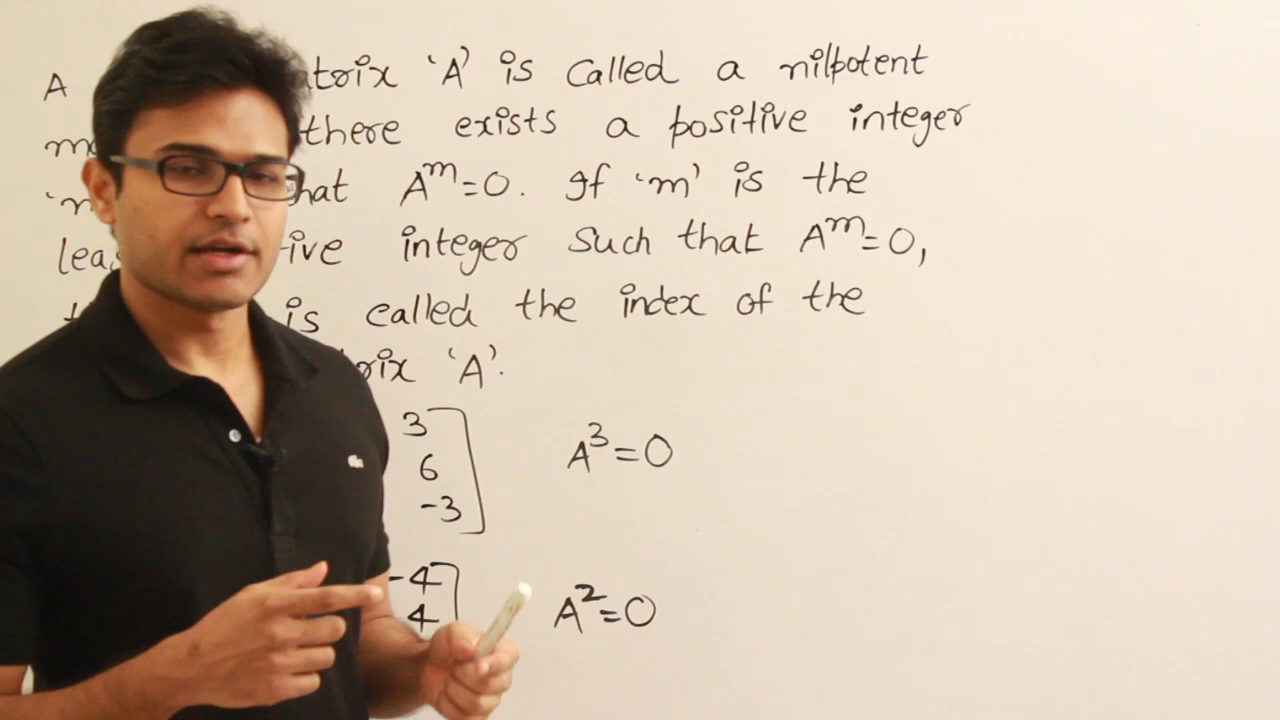 A atrix 'A' is called a nilpotent
there exists a positive integer
hat A^m=0. If 'm' is the
ive integer such that A^m=0,
is called the index of the
rix 'A'.
3
6 A^3=0
-3
-4
4 A^2=0